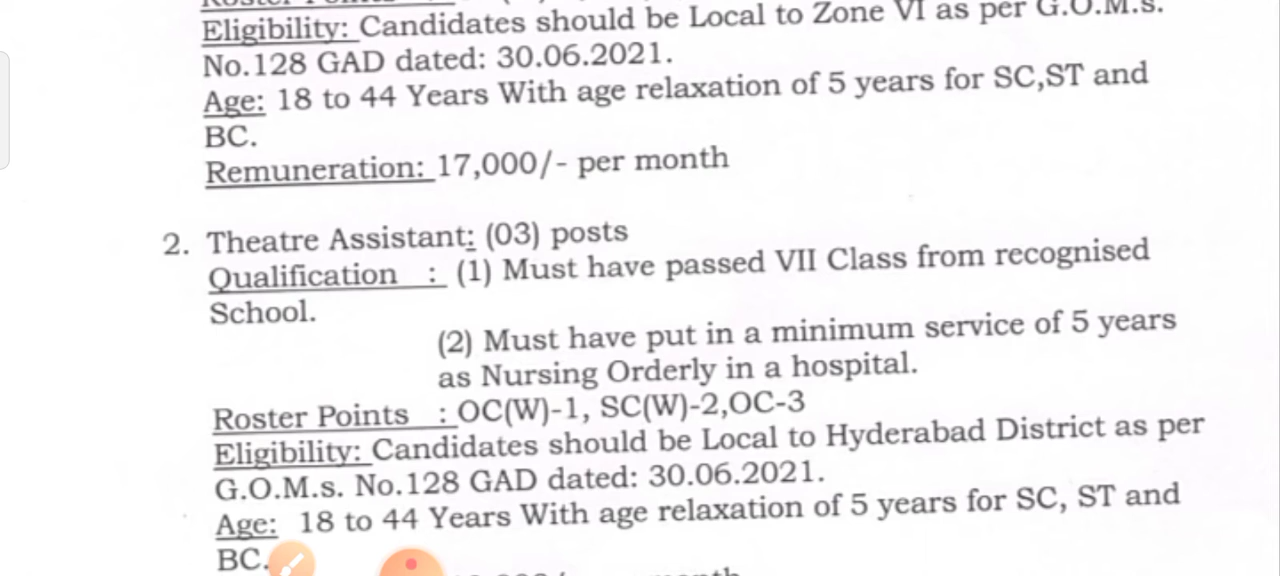 Eligibility: Candidates should be Local to Zone VI as per G.O.M.s.
No.128 GAD dated: 30.06.2021.
Age: 18 to 44 Years With age relaxation of 5 years for SC,ST and
BC.
Remuneration: 17,000/- per month
2. Theatre Assistant: (03) posts
Qualification : (1) Must have passed VII Class from recognised
School.
(2) Must have put in a minimum service of 5 years
as Nursing Orderly in a hospital.
Roster Points : OC(W)-1, SC(W)-2,OC-3
Eligibility: Candidates should be Local to Hyderabad District as per
G.O.M.s. No.128 GAD dated: 30.06.2021.
Age: 18 to 44 Years With age relaxation of 5 years for SC, ST and
BC.